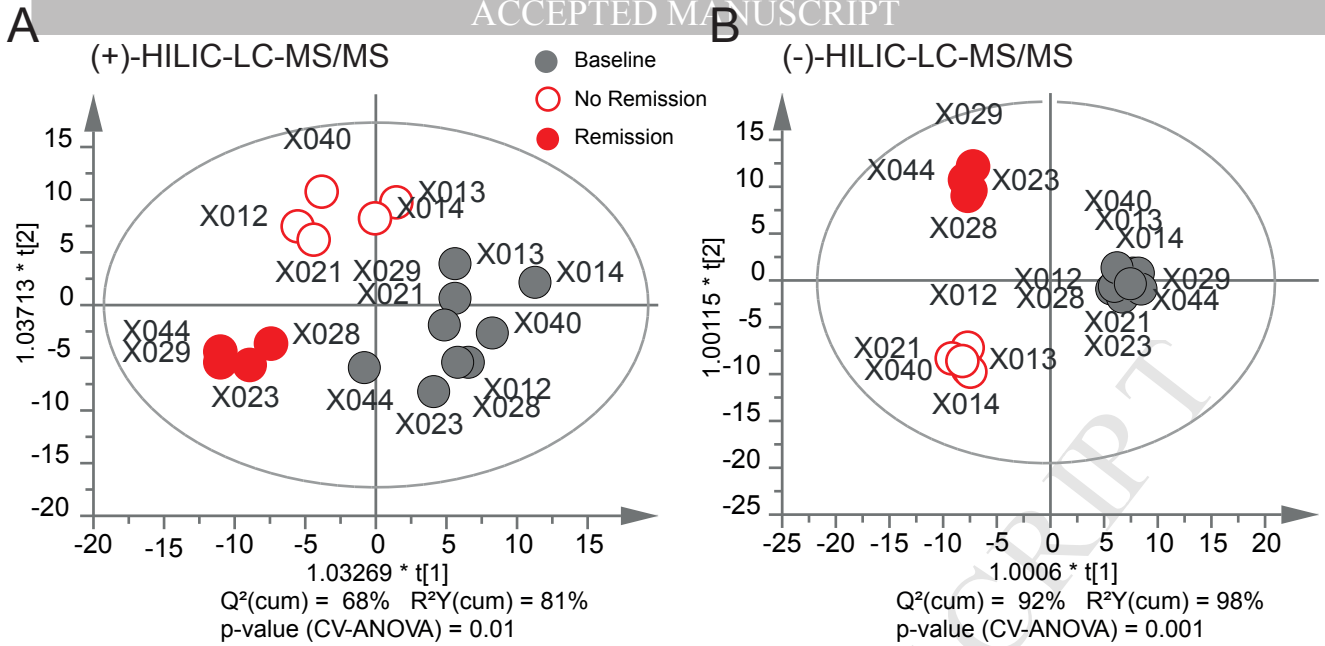 ACCEPTED MANUSCRIPT
A
(+)-HILIC-LC-MS/MS
Baseline
No Remission
Remission
15
10
5
0
-5
-10
-15
-20
1.03713 * t[2]
X040
X012
X013
X014
X021
X029
X013
X014
X021
X040
X044
X029
X028
X023
X044
X012
X028
X023
-20 -15 -10 -5 0 5 10 15
1.03269 * t[1]
Q²(cum) = 68% R²Y(cum) = 81%
p-value (CV-ANOVA) = 0.01
B
(-)-HILIC-LC-MS/MS
15
10
5
0
-5
-10
-15
-20
-25
1.00115 * t[2]
X029
X044
X023
X028
X040
X013
X014
X012
X029
X028
X044
X012
X021
X023
X021
X013
X040
X014
-25 -20 -15 -10 -5 0 5 10 15 20
1.0006 * t[1]
Q²(cum) = 92% R²Y(cum) = 98%
p-value (CV-ANOVA) = 0.001
CRIPT